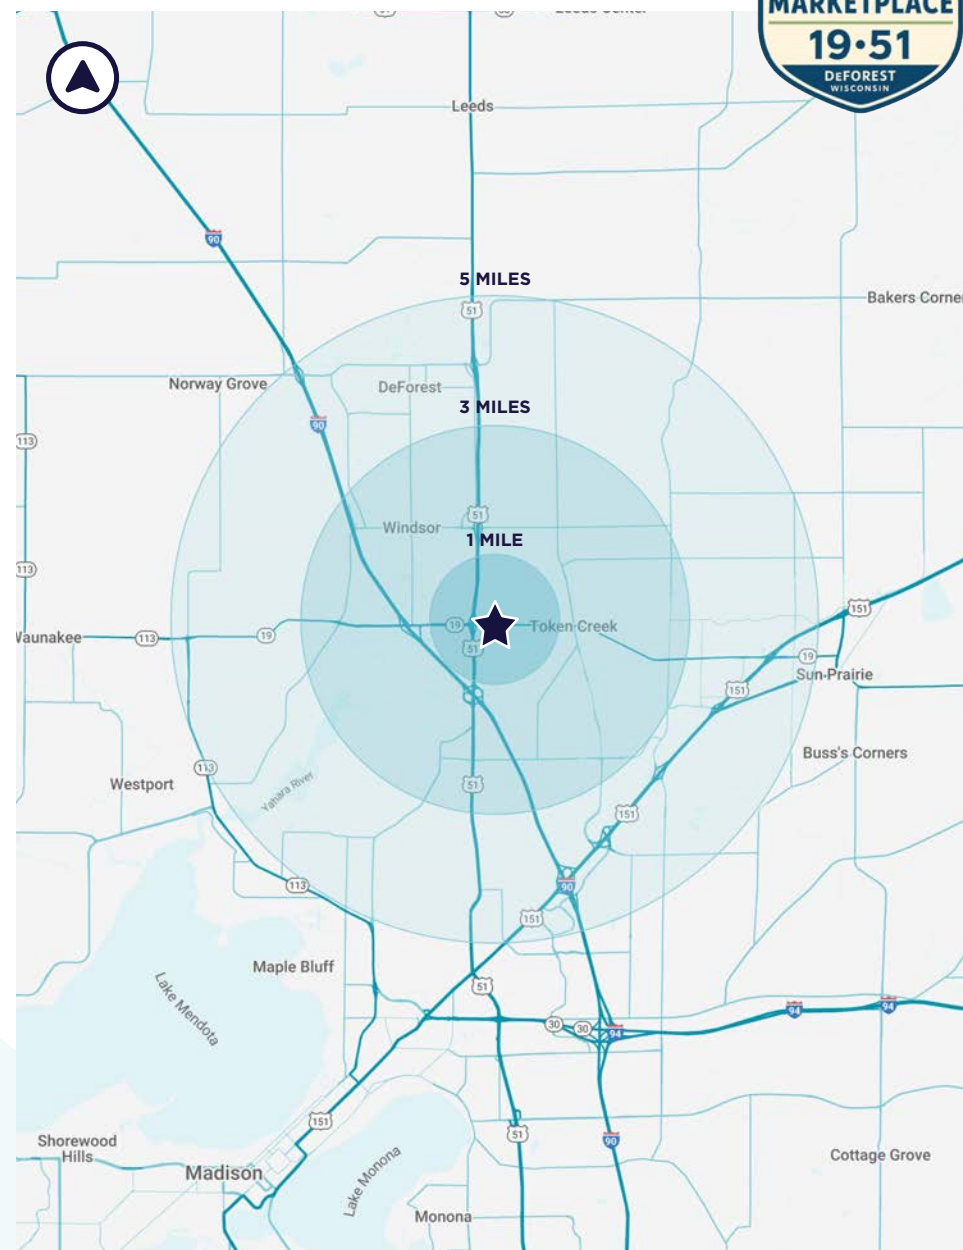 MARKETPLACE
19•51
DeFOREST
WISCONSIN
Leeds
90
5 MILES
51
Bakers Corne
Norway Grove
DeForest
3 MILES
90
113
51
Windsor
1 MILE
113
151
Waunakee
113
19
19
Token Creek
51
19
Sun Prairie
151
113
Buss's Corners
Westport
51
Yahara River
151
90
113
151
Maple Bluff
51
Lake Mendota
94
94
30
30
94
151
51
90
Shorewood
Hills
Cottage Grove
Madison
Lake Monona
Monona